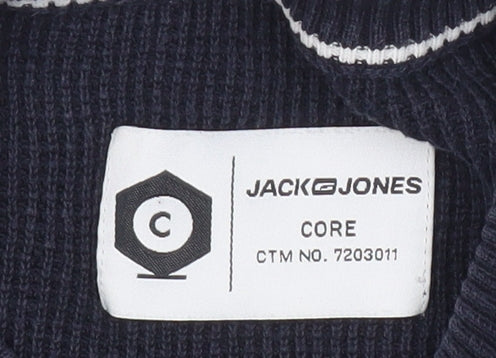 C
JACK JONES
CORE
CTM NO. 7203011